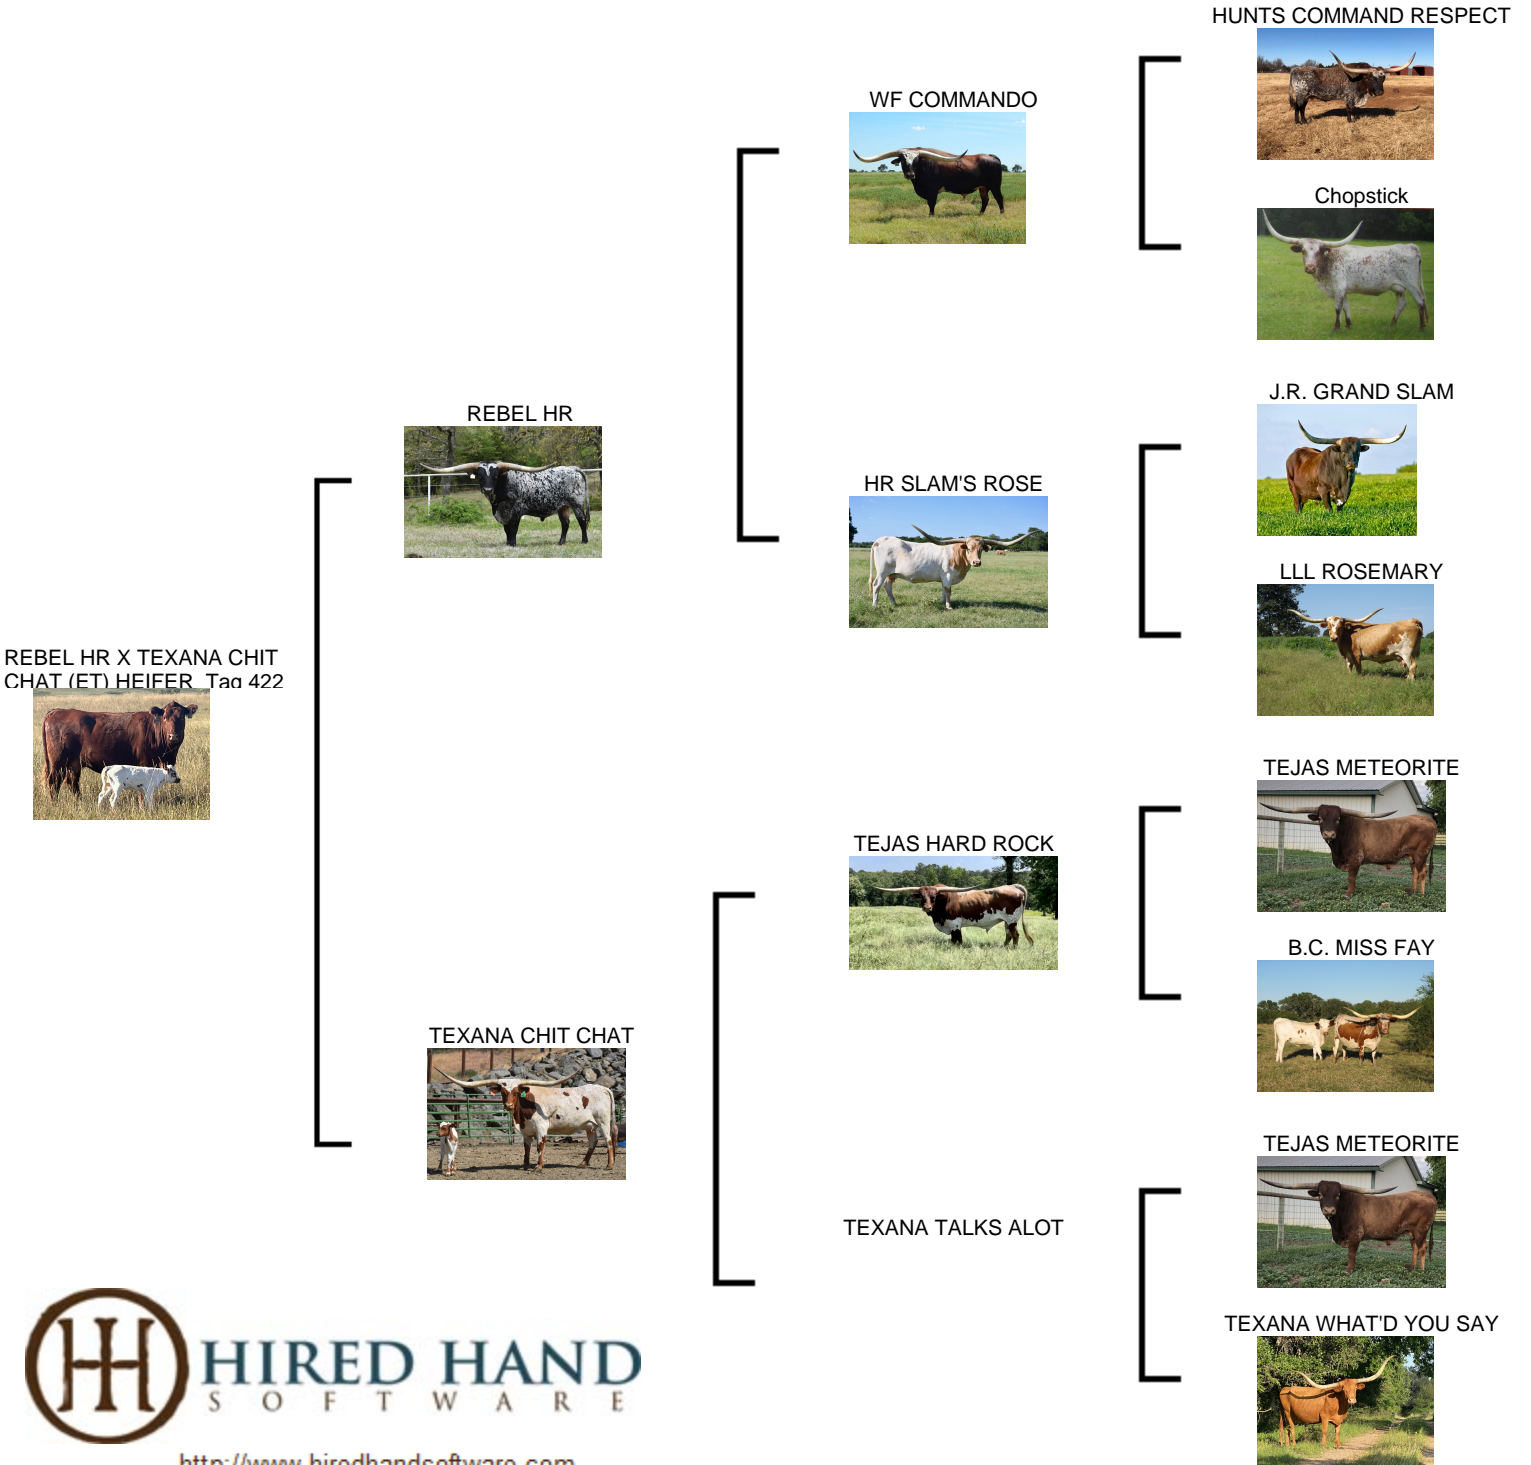 HUNTS COMMAND RESPECT
WF COMMANDO
Chopstick
J.R. GRAND SLAM
REBEL HR
HR SLAM'S ROSE
LLL ROSEMARY
REBEL HR X TEXANA CHIT
CHAT (ET) HEIFER Tag 422
TEJAS METEORITE
TEJAS HARD ROCK
B.C. MISS FAY
TEXANA CHIT CHAT
TEJAS METEORITE
TEXANA TALKS ALOT
TEXANA WHAT'D YOU SAY
HIRED HAND
SOFTWARE
http://www.hiredhandsoftware.com